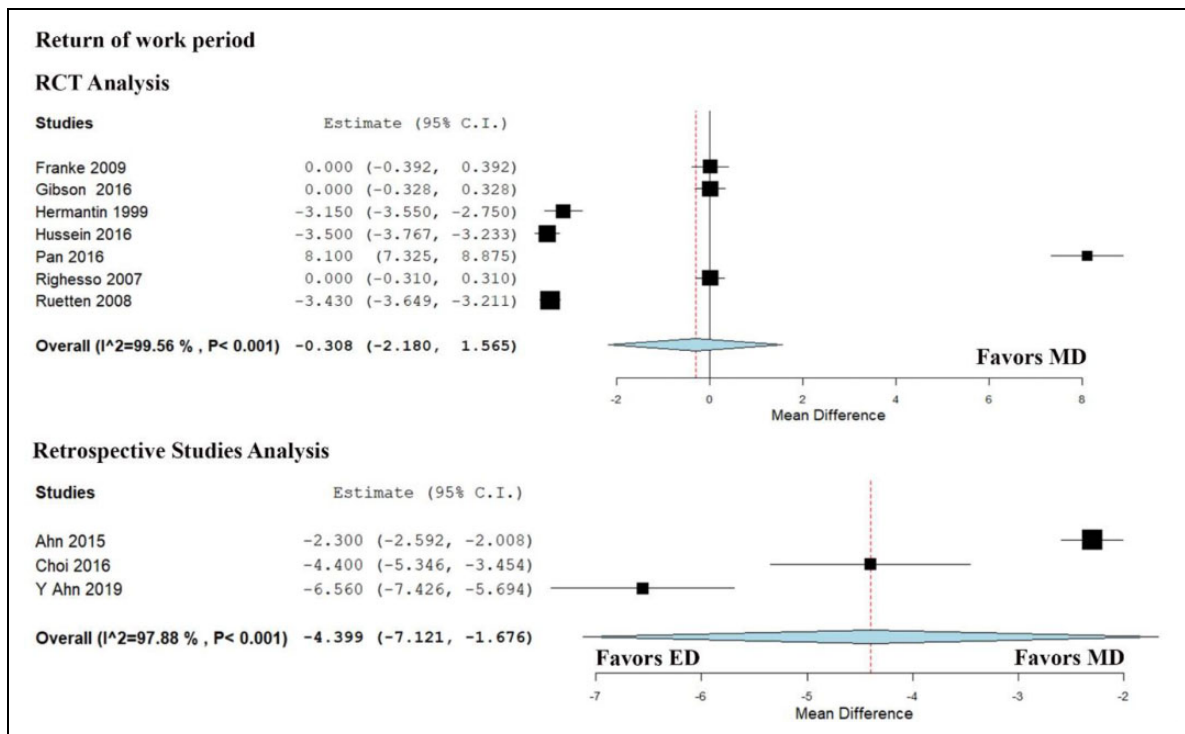 Return of work period
RCT Analysis
Studies Estimate (95% C.I.)
Franke 2009 0.000 (-0.392, 0.392)
Gibson 2016 0.000 (-0.328, 0.328)
Hermantin 1999 -3.150 (-3.550, -2.750)
Hussein 2016 -3.500 (-3.767, -3.233)
Pan 2016 8.100 (7.325, 8.875)
Righesso 2007 0.000 (-0.310, 0.310)
Ruetten 2008 -3.430 (-3.649, -3.211)
Overall (I^2=99.56 % , P< 0.001) -0.308 (-2.180, 1.565)
Favors MD
-2 0 2 4 6 8
Mean Difference
Retrospective Studies Analysis
Studies Estimate (95% C.I.)
Ahn 2015 -2.300 (-2.592, -2.008)
Choi 2016 -4.400 (-5.346, -3.454)
Y Ahn 2019 -6.560 (-7.426, -5.694)
Overall (I^2=97.88 % , P< 0.001) -4.399 (-7.121, -1.676)
Favors ED Favors MD
-7 -6 -5 -4 -3 -2
Mean Difference